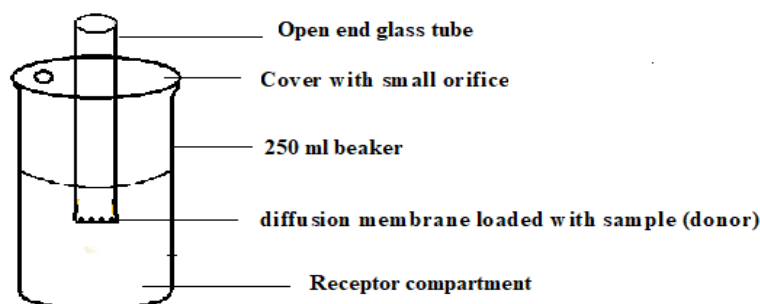 Open end glass tube
Cover with small orifice
250 ml beaker
diffusion membrane loaded with sample (donor)
Receptor compartment